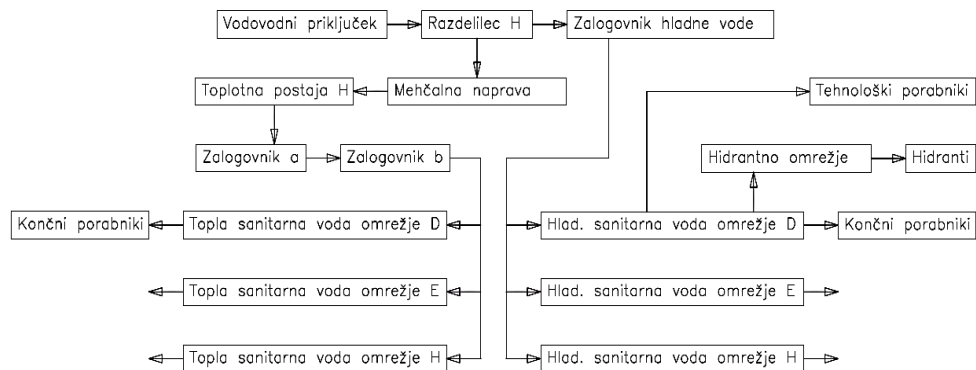 Vodovodni priključek
Razdelilec H
Zalogovnik hladne vode
Toplotna postaja H
Mehčalna naprava
Tehnološki porabniki
Zalogovnik a
Zalogovnik b
Hidrantno omrežje
Hidranti
Končni porabniki
Topla sanitarna voda omrežje D
Hlad. sanitarna voda omrežje D
Končni porabniki
Topla sanitarna voda omrežje E
Hlad. sanitarna voda omrežje E
Topla sanitarna voda omrežje H
Hlad. sanitarna voda omrežje H